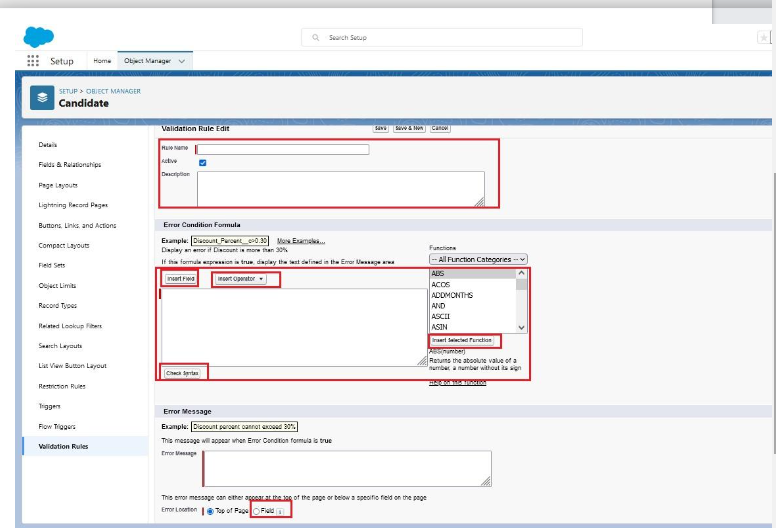 Search Setup
Setup Home Object Manager
SETUP > OBJECT MANAGER
Candidate
Details
Fields & Relationships
Page Layouts
Lightning Record Pages
Buttons, Links, and Actions
Compact Layouts
Field Sets
Object Limits
Record Types
Related Lookup Filters
Search Layouts
List View Button Layout
Restriction Rules
Triggers
Flow Triggers
Validation Rules
Validation Rule Edit Save Save & New Cancel
Rule Name
Active
Description
Error Condition Formula
Example: Discount_Percent__c>0.30 More Examples...
Display an error if Discount is more than 30%
If this formula expression is true, display the text defined in the Error Message area
Insert Field Insert Operator
Functions
-- All Function Categories --
ABS
ACOS
ADDMONTHS
AND
ASCII
ASIN
Insert Selected Function
ABS(number)
Returns the absolute value of a
number, a number without its sign
Help on this function
Check Syntax
Error Message
Example: Discount percent cannot exceed 30%
This message will appear when Error Condition formula is true
Error Message
This error message can either appear at the top of the page or below a specific field on the page
Error Location Top of Page Field i